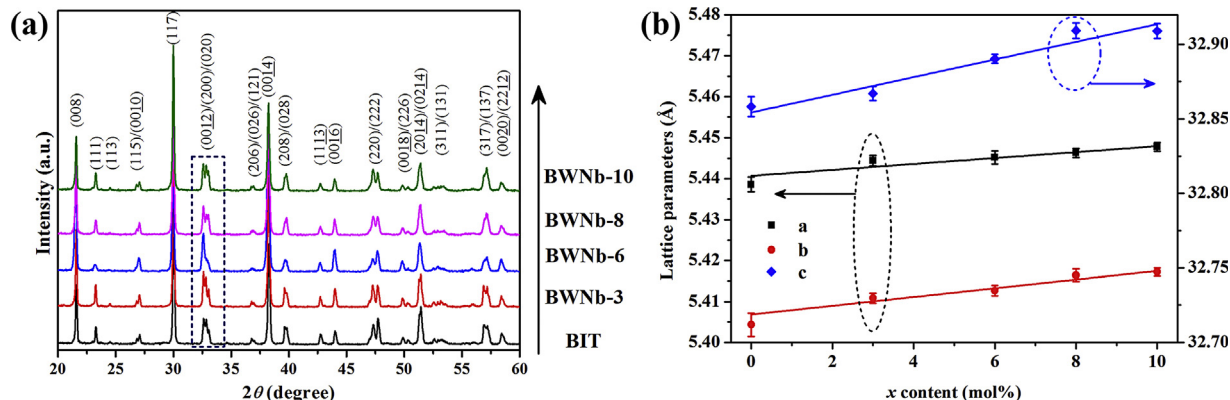 (a)
Intensity (a.u.)
(008)
(111)
(113)
(115)/(0010)
(117)
(0012)/(200)/(020)
(206)/(026)/(121)
(0014)
(208)/(028)
(1113)
(0016)
(220)/(222)
(0018)/(226)
(2014)/(0214)
(311)/(131)
(317)/(137)
(0020)/(2212)
BWNb-10
BWNb-8
BWNb-6
BWNb-3
BIT
20 25 30 35 40 45 50 55 60
2θ (degree)
(b)
Lattice parameters (Å)
5.48
5.47
5.46
5.45
5.44
5.43
5.42
5.41
5.40
a
b
c
32.90
32.85
32.80
32.75
32.70
0 2 4 6 8 10
x content (mol%)